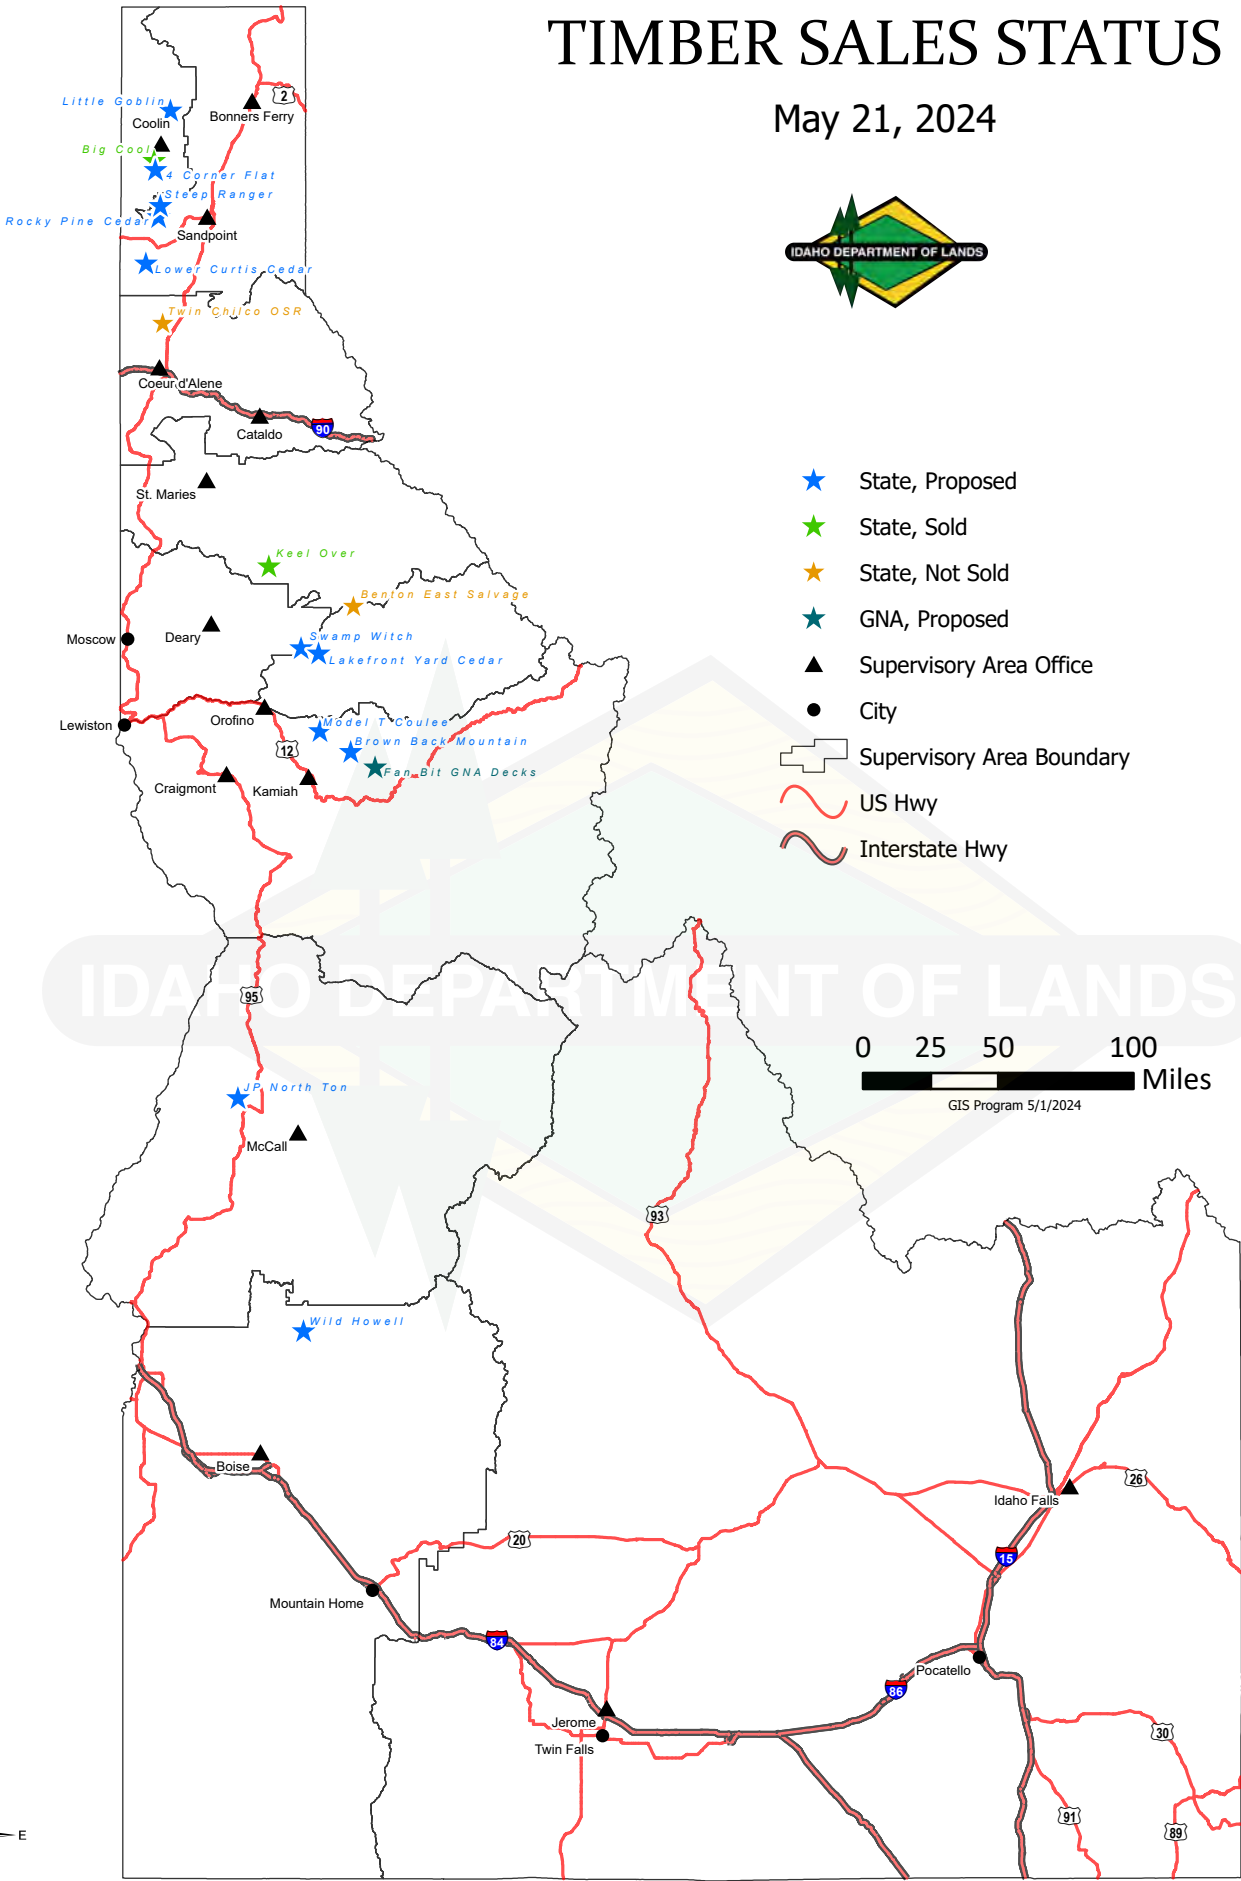 TIMBER SALES STATUS
May 21, 2024
IDAHO DEPARTMENT OF LANDS
2
Little Goblin
Bonners Ferry
Coolin
Big Cool
4 Corner Flat
Steep Ranger
Rocky Pine Cedar
Sandpoint
Lower Curtis Cedar
Twin Chilco OSR
Coeur d'Alene
Cataldo
90
St. Maries
State, Proposed
State, Sold
State, Not Sold
GNA, Proposed
Supervisory Area Office
City
Supervisory Area Boundary
US Hwy
Interstate Hwy
Keel Over
Benton East Salvage
Moscow
Deary
Swamp Witch
Lakefront Yard Cedar
Lewiston
Orofino
Model T Coulee
12
Brown Back Mountain
Fan Bit GNA Decks
Craigmont
Kamiah
IDAHO DEPARTMENT OF LANDS
95
0 25 50 100
Miles
GIS Program 5/1/2024
JP North Ton
McCall
93
Wild Howell
Boise
Idaho Falls
26
20
15
Mountain Home
84
Pocatello
86
Jerome
Twin Falls
30
91
89
E